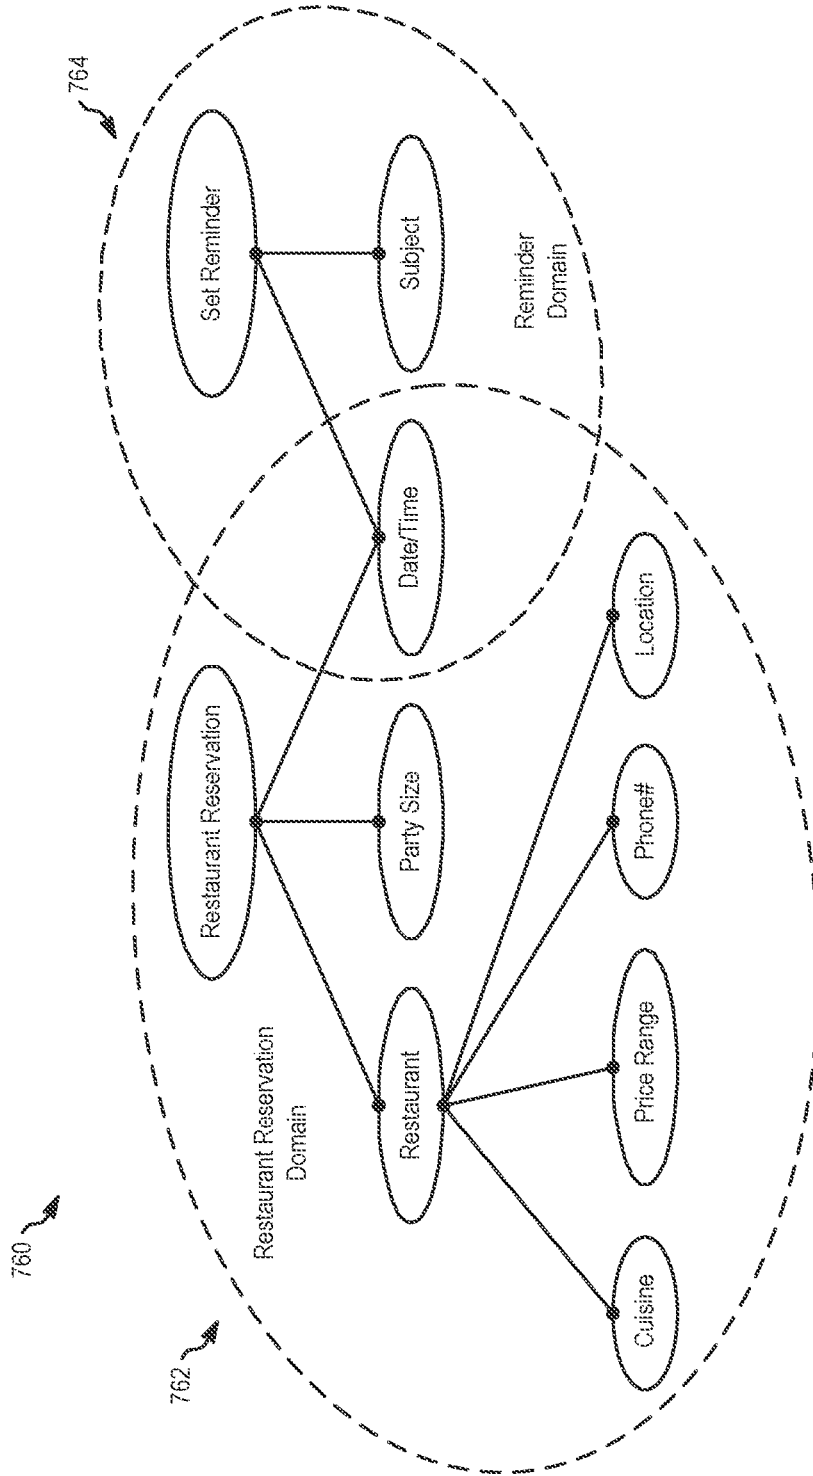 760
762
764
Restaurant Reservation
Domain
Restaurant Reservation
Set Reminder
Restaurant
Party Size
Date/Time
Subject
Reminder
Domain
Cuisine
Price Range
Phone#
Location